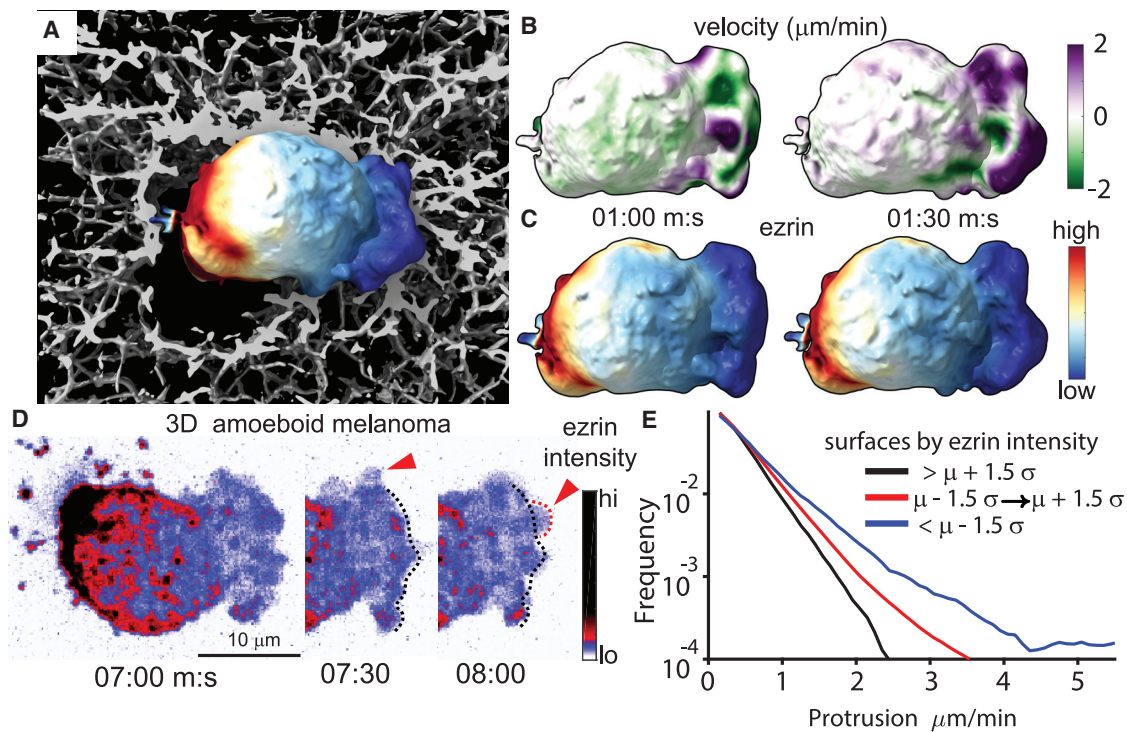 A
B
velocity (μm/min)
2
0
-2
01:00 m:s
01:30 m:s
C
ezrin
high
low
D
3D amoeboid melanoma
ezrin
intensity
hi
lo
10 μm
07:00 m:s
07:30
08:00
E
surfaces by ezrin intensity
> μ + 1.5 σ
μ - 1.5 σ → μ + 1.5 σ
< μ - 1.5 σ
Frequency
10⁻²
10⁻³
10⁻⁴
0 1 2 3 4 5
Protrusion μm/min